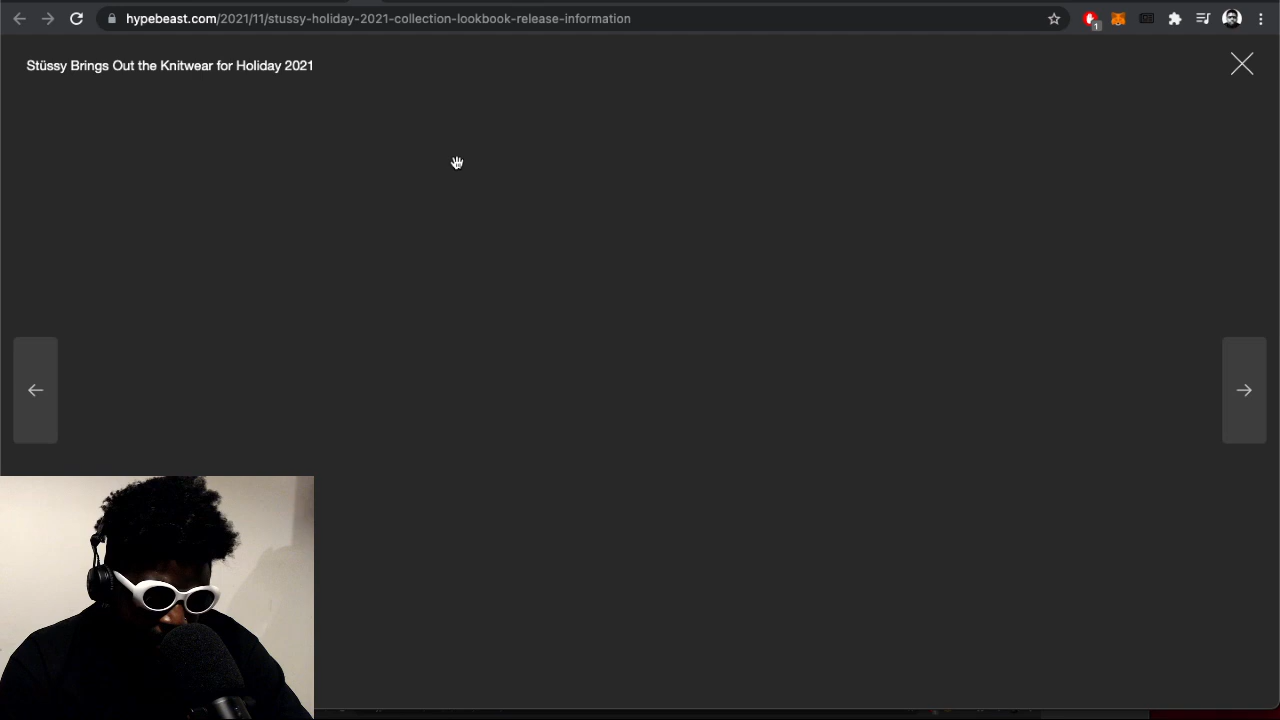 hypebeast.com/2021/11/stussy-holiday-2021-collection-lookbook-release-information
1
Stüssy Brings Out the Knitwear for Holiday 2021